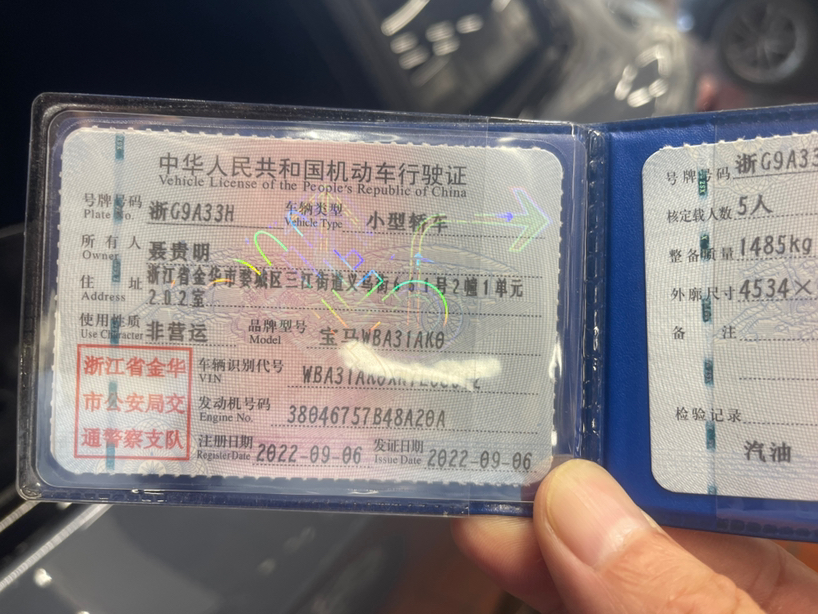 中华人民共和国机动车行驶证
Vehicle License of the People's Republic of China
号牌号码 浙G9A33H 车辆类型 小型轿车
Plate No. Vehicle Type
所有人 聂贵明
Owner
住址 浙江省金华市婺城区三江街道义乌街 号2幢1单元
Address 202室
使用性质 非营运 品牌型号 宝马WBA31AK0
Use Character Model
浙江省金华
市公安局交
通警察支队
车辆识别代号 WBA31AK0
VIN
发动机号码 38046757B48A20A
Engine No.
注册日期 2022-09-06 发证日期 2022-09-06
Register Date Issue Date
号牌号码 浙G9A33
核定载人数 5人
整备质量 1485kg
外廓尺寸 4534×
备注
检验记录
汽油